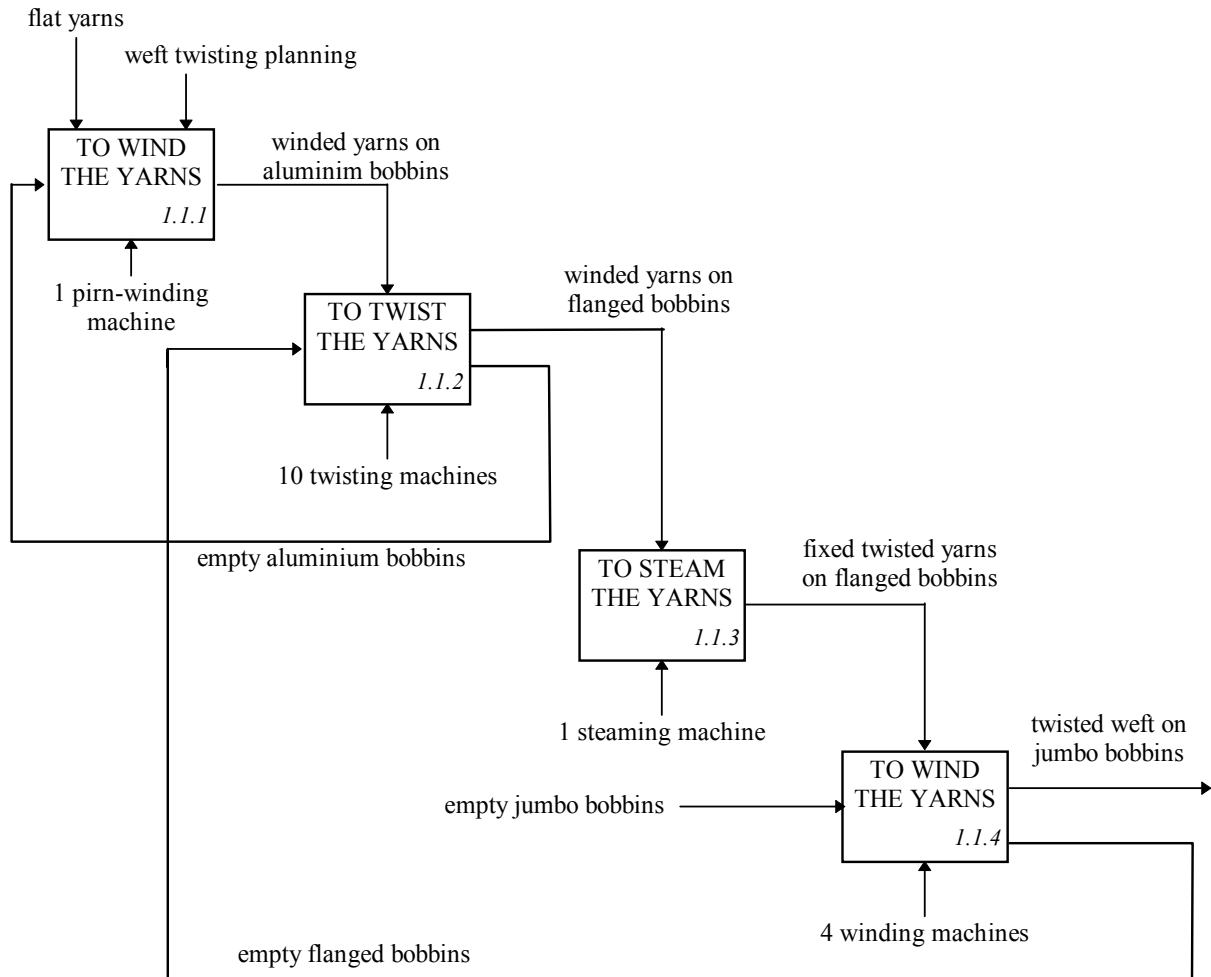 flat yarns
weft twisting planning
TO WIND
THE YARNS
1.1.1
winded yarns on
aluminim bobbins
1 pirn-winding
machine
TO TWIST
THE YARNS
1.1.2
winded yarns on
flanged bobbins
10 twisting machines
empty aluminium bobbins
TO STEAM
THE YARNS
1.1.3
fixed twisted yarns
on flanged bobbins
1 steaming machine
TO WIND
THE YARNS
1.1.4
twisted weft on
jumbo bobbins
empty jumbo bobbins
4 winding machines
empty flanged bobbins